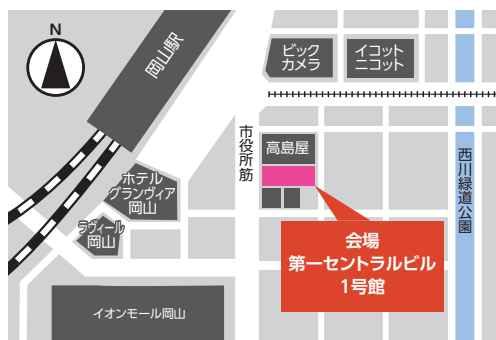 N
岡山駅
ビック
カメラ
イコット
ニコット
市役所筋
高島屋
西川緑道公園
ホテル
グランヴィア
岡山
ラヴィール
岡山
会場
第一セントラルビル
1号館
イオンモール岡山